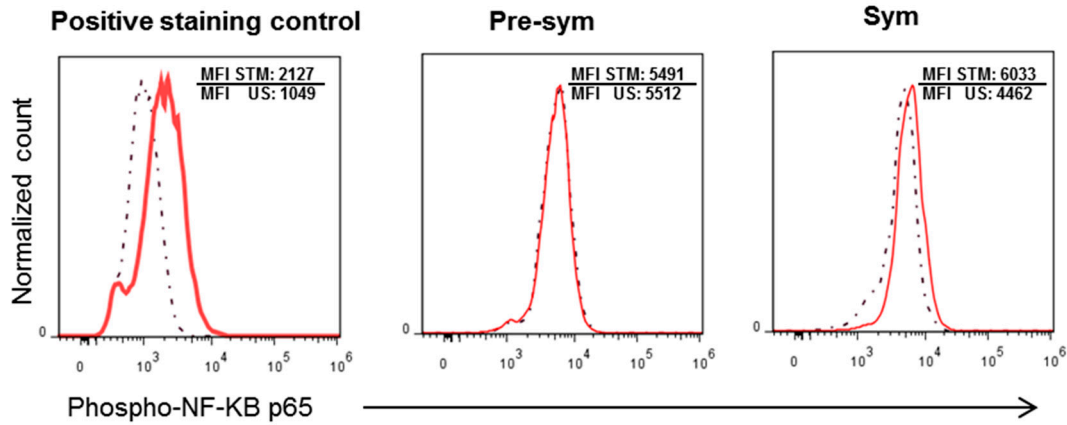 Positive staining control
Pre-sym
Sym
MFI STM: 2127
MFI US: 1049
MFI STM: 5491
MFI US: 5512
MFI STM: 6033
MFI US: 4462
Normalized count
0
0
0
0 10³ 10⁴ 10⁵ 10⁶
0 10³ 10⁴ 10⁵ 10⁶
0 10³ 10⁴ 10⁵ 10⁶
Phospho-NF-KB p65